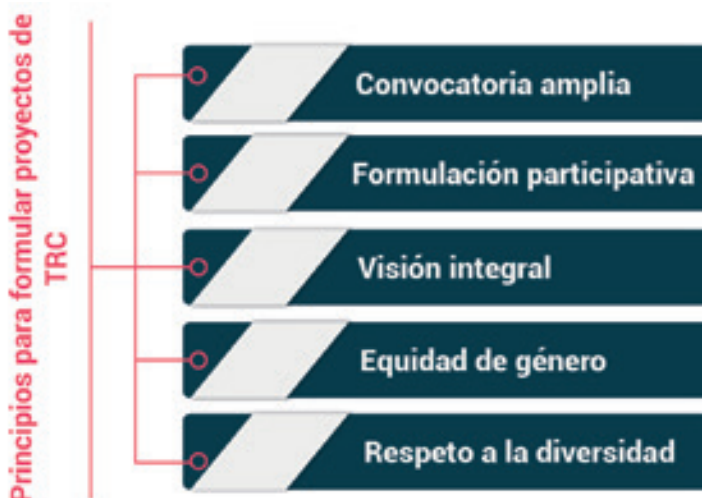 Principios para formular proyectos de
TRC
Convocatoria amplia
Formulación participativa
Visión integral
Equidad de género
Respeto a la diversidad